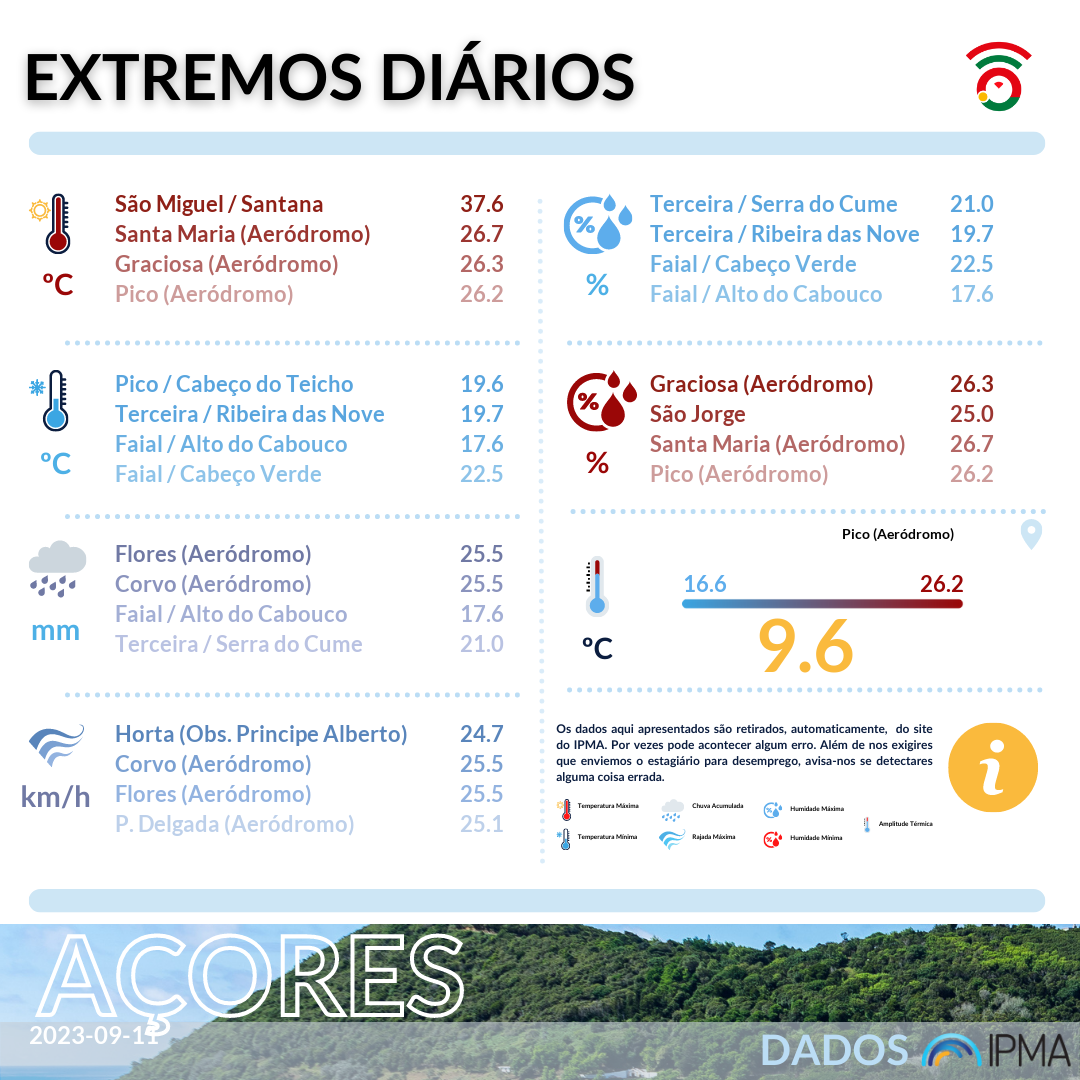 EXTREMOS DIÁRIOS
São Miguel / Santana 37.6
Santa Maria (Aeródromo) 26.7
Graciosa (Aeródromo) 26.3
Pico (Aeródromo) 26.2
ºC
Pico / Cabeço do Teicho 19.6
Terceira / Ribeira das Nove 19.7
Faial / Alto do Cabouco 17.6
Faial / Cabeço Verde 22.5
ºC
Flores (Aeródromo) 25.5
Corvo (Aeródromo) 25.5
Faial / Alto do Cabouco 17.6
Terceira / Serra do Cume 21.0
mm
Horta (Obs. Principe Alberto) 24.7
Corvo (Aeródromo) 25.5
Flores (Aeródromo) 25.5
P. Delgada (Aeródromo) 25.1
km/h
Terceira / Serra do Cume 21.0
Terceira / Ribeira das Nove 19.7
Faial / Cabeço Verde 22.5
Faial / Alto do Cabouco 17.6
%
%
Graciosa (Aeródromo) 26.3
São Jorge 25.0
Santa Maria (Aeródromo) 26.7
Pico (Aeródromo) 26.2
%
%
Pico (Aeródromo)
16.6 26.2
9.6
ºC
Os dados aqui apresentados são retirados, automaticamente, do site
do IPMA. Por vezes pode acontecer algum erro. Além de nos exigires
que enviemos o estagiário para desemprego, avisa-nos se detectares
alguma coisa errada.
i
Temperatura Máxima
Chuva Acumulada
Humidade Máxima
Amplitude Térmica
Temperatura Mínima
Rajada Máxima
Humidade Mínima
AÇORES
2023-09-11
DADOS IPMA